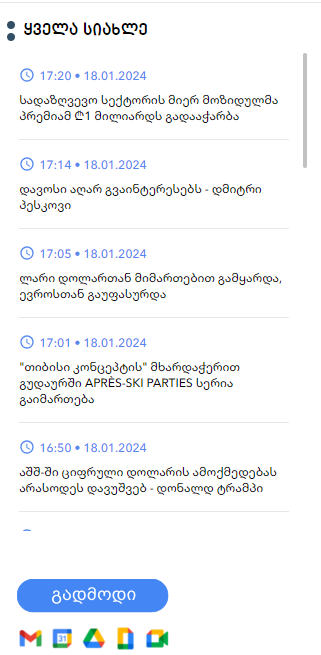 ყველა სიახლე
17:20 • 18.01.2024
სადაზღვევო სექტორის მიერ მოზიდულმა
პრემიამ ₾1 მილიარდს გადააჭარბა
17:14 • 18.01.2024
დავოსი აღარ გვაინტერესებს - დმიტრი
პესკოვი
17:05 • 18.01.2024
ლარი დოლართან მიმართებით გამყარდა,
ევროსთან გაუფასურდა
17:01 • 18.01.2024
"თიბისი კონცეპტის" მხარდაჭერით
გუდაურში APRÈS-SKI PARTIES სერია
გაიმართება
16:50 • 18.01.2024
აშშ-ში ციფრული დოლარის ამოქმედებას
არასოდეს დავუშვებ - დონალდ ტრამპი
გადმოდი
31